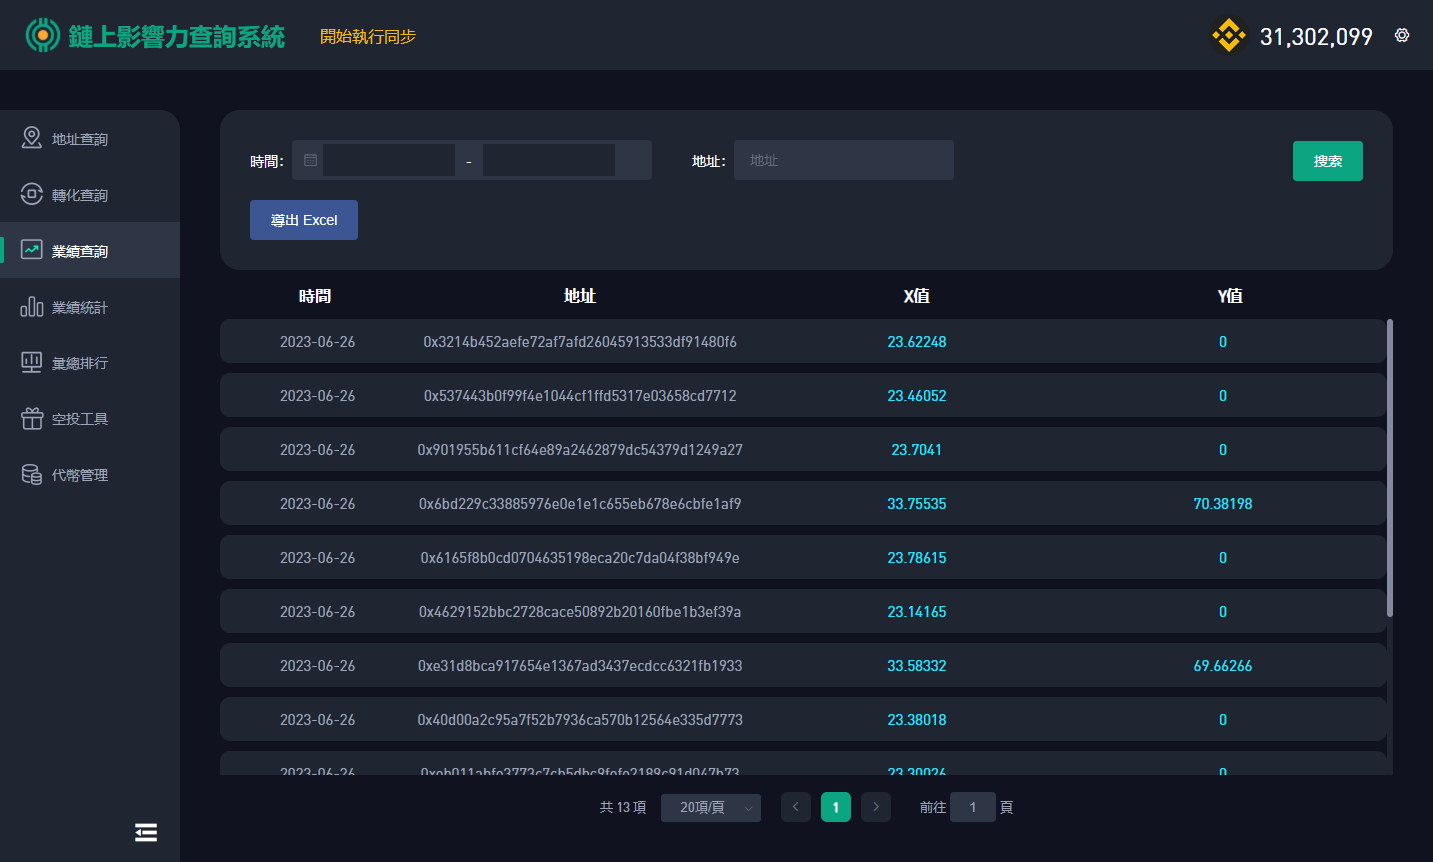 鏈上影響力查詢系統 開始執行同步 31,302,099
地址查詢
轉化查詢
業績查詢
業績統計
彙總排行
空投工具
代幣管理
時間: - 地址: 地址 搜索
導出 Excel
時間 地址 X值 Y值
2023-06-26 0x3214b452aefe72af7afd26045913533df91480f6 23.62248 0
2023-06-26 0x537443b0f99f4e1044cf1ffd5317e03658cd7712 23.46052 0
2023-06-26 0x901955b611cf64e89a2462879dc54379d1249a27 23.7041 0
2023-06-26 0x6bd229c33885976e0e1e1c655eb678e6cbfe1af9 33.75535 70.38198
2023-06-26 0x6165f8b0cd0704635198eca20c7da04f38bf949e 23.78615 0
2023-06-26 0x4629152bbc2728cace50892b20160fbe1b3ef39a 23.14165 0
2023-06-26 0xe31d8bca917654e1367ad3437ecdcc6321fb1933 33.58332 69.66266
2023-06-26 0x40d00a2c95a7f52b7936ca570b12564e335d7773 23.38018 0
2023-06-26 23.30026 0
共 13 項 20項/頁 1 前往 1 頁